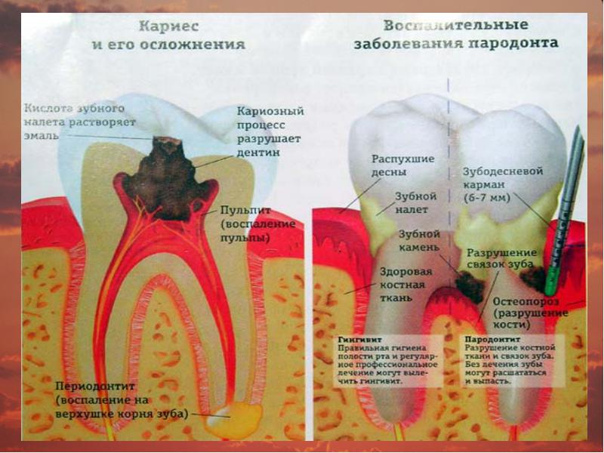 Кариес
и его осложнения
Кислота зубного
налета растворяет
эмаль
Кариозный
процесс
разрушает
дентин
Пульпит
(воспаление
пульпы)
Периодонтит
(воспаление на
верхушке корня зуба)
Воспалительные
заболевания пародонта
Распухшие
десны
Зубной
налет
Зубной
камень
Здоровая
костная
ткань
Зубодесневой
карман
(6-7 мм)
Разрушение
связок зуба
Остеопороз
(разрушение
кости)
Гингивит
Правильная гигиена
полости рта и регуляр-
ное профессиональное
лечение могут выле-
чить гингивит.
Пародонтит
Разрушение костной
ткани и связок зуба.
Без лечения зубы
могут расшататься
и выпасть.